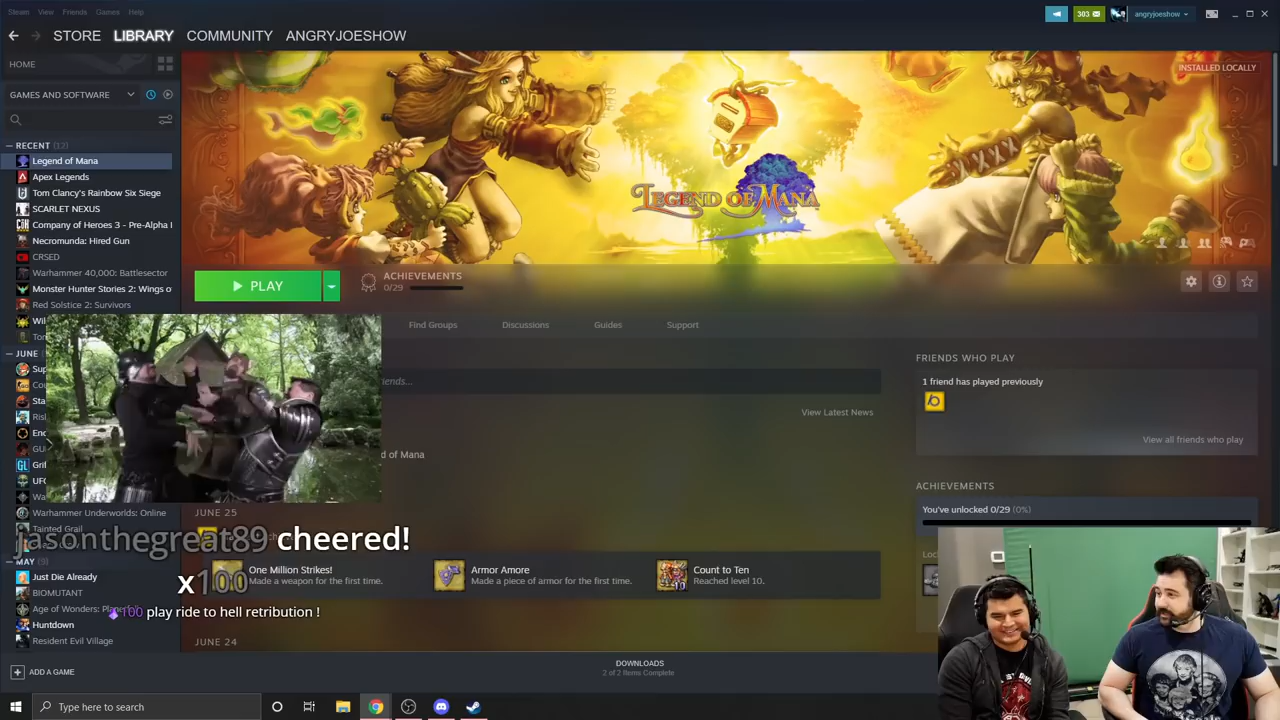 Steam View Friends Games Help
303
angryjoeshow
STORE LIBRARY COMMUNITY ANGRYJOESHOW
HOME
INSTALLED LOCALLY
GAMES AND SOFTWARE
RECENT (12)
Legend of Mana
Apex Legends
Tom Clancy's Rainbow Six Siege
SCARLET NEXUS
Company of Heroes 3 - Pre-Alpha
Necromunda: Hired Gun
CRSED
Warhammer 40,000: Battlesector
Monster Hunter Stories 2: Wings o
Red Solstice 2: Survivors
LEGEND OF MANA
PLAY
ACHIEVEMENTS
0/29
Find Groups Discussions Guides Support
JUNE
FRIENDS WHO PLAY
1 friend has played previously
View all friends who play
iends...
View Latest News
d of Mana
ACHIEVEMENTS
You've unlocked 0/29 (0%)
JUNE 25
Warhammer Underworlds: Online
Tainted Grail
jasonthegreat89 cheered!
x100
100 play ride to hell retribution !
MAY (9)
One Million Strikes!
Made a weapon for the first time.
Armor Amore
Made a piece of armor for the first time.
Count to Ten
Reached level 10.
10
Just Die Already
BIOMUTANT
Age of Wonders:
Huntdown
Resident Evil Village
JUNE 24
ADD A GAME
DOWNLOADS
2 of 2 Items Complete
Type here to search